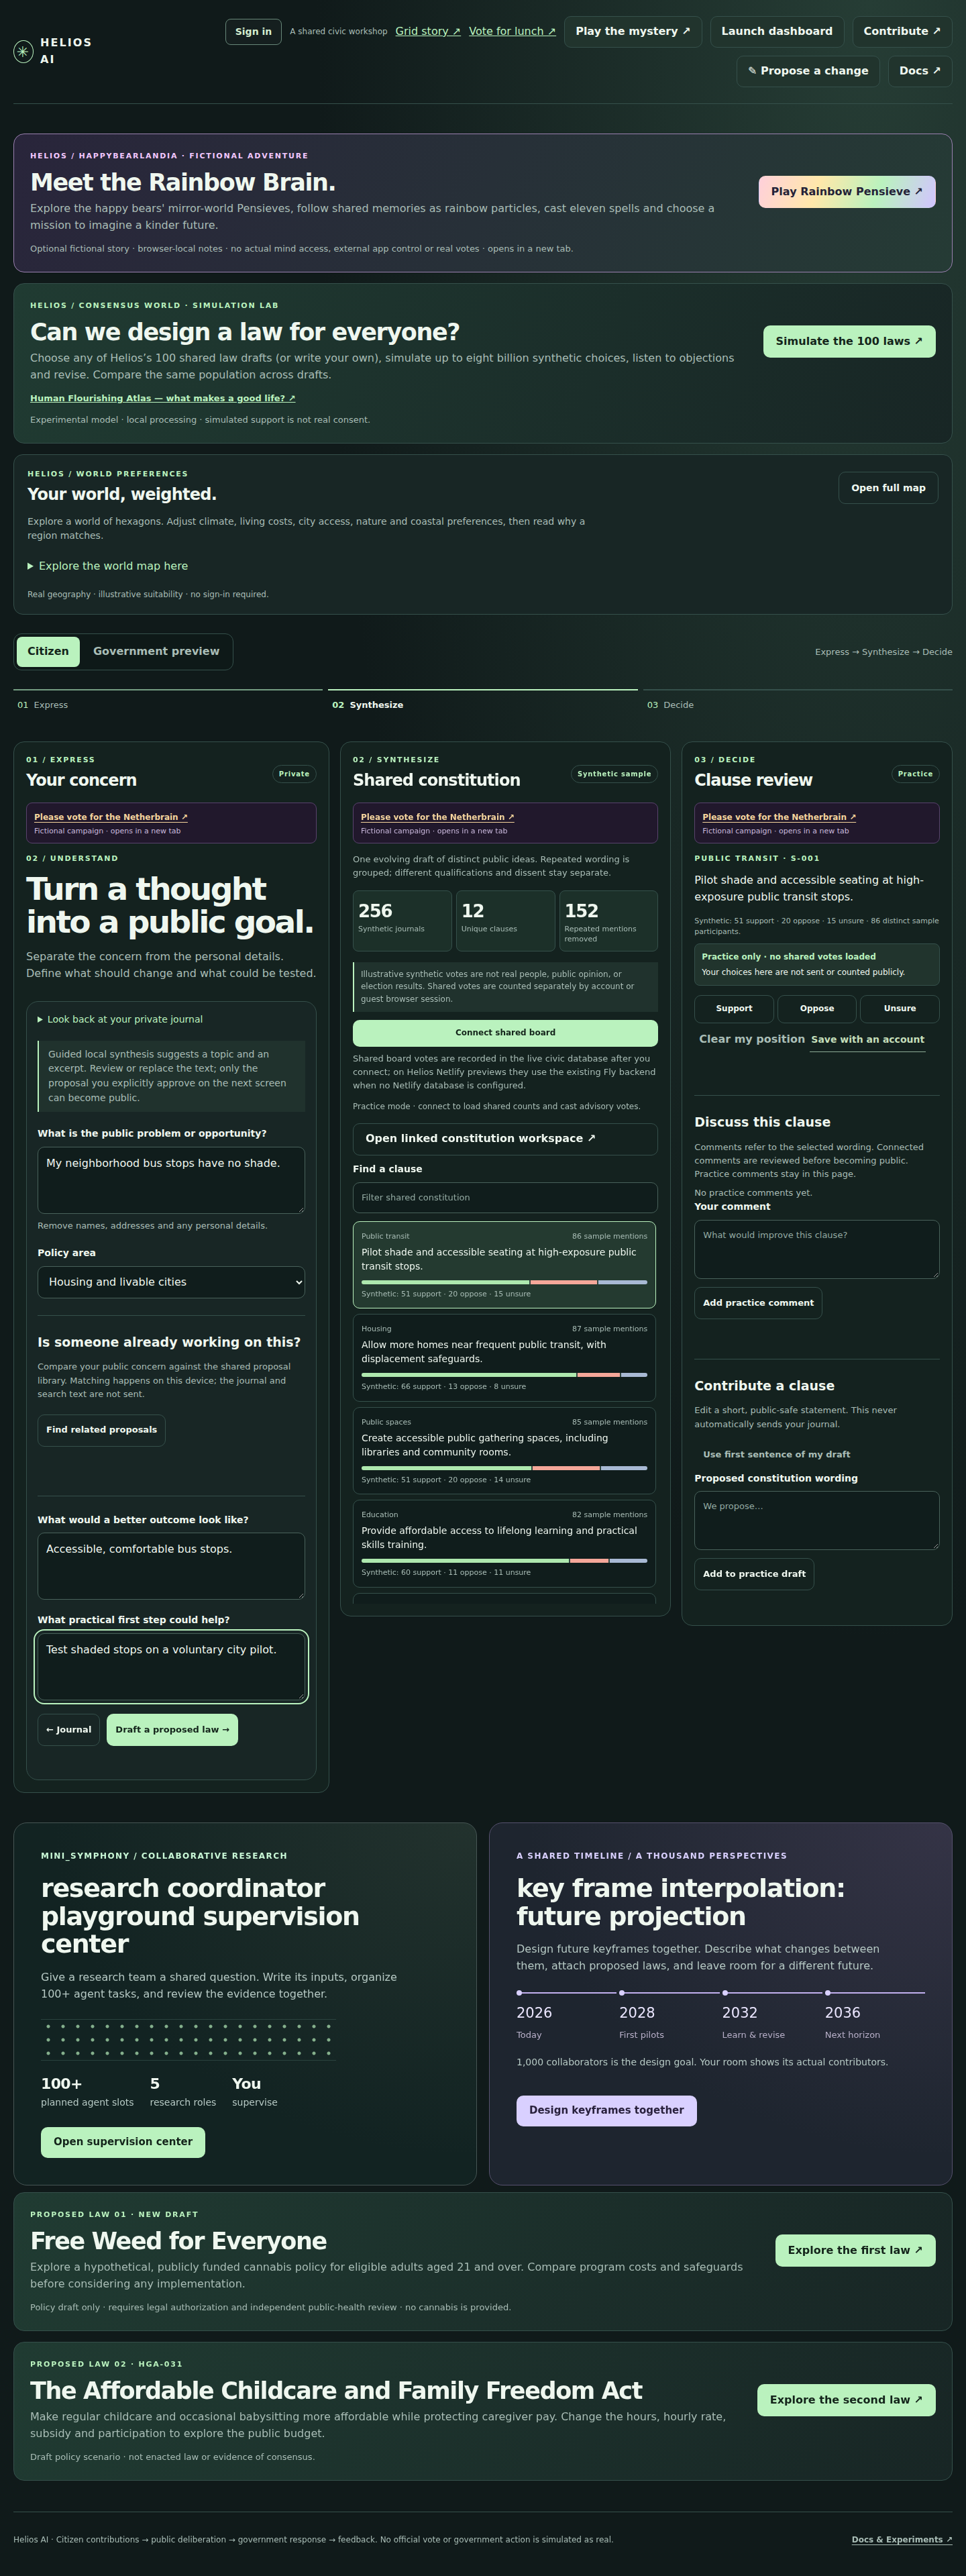 HELIOS
AI
Sign in
A shared civic workshop
Grid story ↗
Vote for lunch ↗
Play the mystery ↗
Launch dashboard
Contribute ↗
✎ Propose a change
Docs ↗
HELIOS / HAPPYBEARLANDIA · FICTIONAL ADVENTURE
Meet the Rainbow Brain.
Explore the happy bears' mirror-world Pensieves, follow shared memories as rainbow particles, cast eleven spells and choose a
mission to imagine a kinder future.
Optional fictional story · browser-local notes · no actual mind access, external app control or real votes · opens in a new tab.
Play Rainbow Pensieve ↗
HELIOS / CONSENSUS WORLD · SIMULATION LAB
Can we design a law for everyone?
Choose any of Helios's 100 shared law drafts (or write your own), simulate up to eight billion synthetic choices, listen to objections
and revise. Compare the same population across drafts.
Human Flourishing Atlas — what makes a good life? ↗
Experimental model · local processing · simulated support is not real consent.
Simulate the 100 laws ↗
HELIOS / WORLD PREFERENCES
Your world, weighted.
Explore a world of hexagons. Adjust climate, living costs, city access, nature and coastal preferences, then read why a
region matches.
▶ Explore the world map here
Real geography · illustrative suitability · no sign-in required.
Open full map
Citizen
Government preview
Express → Synthesize → Decide
01 Express
02 Synthesize
03 Decide
01 / EXPRESS
Your concern
Private
Please vote for the Netherbrain ↗
Fictional campaign · opens in a new tab
02 / UNDERSTAND
Turn a thought
into a public goal.
Separate the concern from the personal details.
Define what should change and what could be tested.
▶ Look back at your private journal
Guided local synthesis suggests a topic and an
excerpt. Review or replace the text; only the
proposal you explicitly approve on the next screen
can become public.
What is the public problem or opportunity?
My neighborhood bus stops have no shade.
Remove names, addresses and any personal details.
Policy area
Housing and livable cities
Is someone already working on this?
Compare your public concern against the shared proposal
library. Matching happens on this device; the journal and
search text are not sent.
Find related proposals
What would a better outcome look like?
Accessible, comfortable bus stops.
What practical first step could help?
Test shaded stops on a voluntary city pilot.
← Journal
Draft a proposed law →
02 / SYNTHESIZE
Shared constitution
Synthetic sample
Please vote for the Netherbrain ↗
Fictional campaign · opens in a new tab
One evolving draft of distinct public ideas. Repeated wording is
grouped; different qualifications and dissent stay separate.
256
Synthetic journals
12
Unique clauses
152
Repeated mentions
removed
Illustrative synthetic votes are not real people, public opinion, or
election results. Shared votes are counted separately by account or
guest browser session.
Connect shared board
Shared board votes are recorded in the live civic database after you
connect; on Helios Netlify previews they use the existing Fly backend
when no Netlify database is configured.
Practice mode · connect to load shared counts and cast advisory votes.
Open linked constitution workspace ↗
Find a clause
Filter shared constitution
Public transit
86 sample mentions
Pilot shade and accessible seating at high-exposure public
transit stops.
Synthetic: 51 support · 20 oppose · 15 unsure
Housing
87 sample mentions
Allow more homes near frequent public transit, with
displacement safeguards.
Synthetic: 66 support · 13 oppose · 8 unsure
Public spaces
85 sample mentions
Create accessible public gathering spaces, including
libraries and community rooms.
Synthetic: 51 support · 20 oppose · 14 unsure
Education
82 sample mentions
Provide affordable access to lifelong learning and practical
skills training.
Synthetic: 60 support · 11 oppose · 11 unsure
03 / DECIDE
Clause review
Practice
Please vote for the Netherbrain ↗
Fictional campaign · opens in a new tab
PUBLIC TRANSIT · S-001
Pilot shade and accessible seating at high-
exposure public transit stops.
Synthetic: 51 support · 20 oppose · 15 unsure · 86 distinct sample
participants.
Practice only · no shared votes loaded
Your choices here are not sent or counted publicly.
Support
Oppose
Unsure
Clear my position
Save with an account
Discuss this clause
Comments refer to the selected wording. Connected
comments are reviewed before becoming public.
Practice comments stay in this page.
No practice comments yet.
Your comment
What would improve this clause?
Add practice comment
Contribute a clause
Edit a short, public-safe statement. This never
automatically sends your journal.
Use first sentence of my draft
Proposed constitution wording
We propose...
Add to practice draft
MINI_SYMPHONY / COLLABORATIVE RESEARCH
research coordinator
playground supervision
center
Give a research team a shared question. Write its inputs, organize
100+ agent tasks, and review the evidence together.
100+
planned agent slots
5
research roles
You
supervise
Open supervision center
A SHARED TIMELINE / A THOUSAND PERSPECTIVES
key frame interpolation:
future projection
Design future keyframes together. Describe what changes between
them, attach proposed laws, and leave room for a different future.
2026
Today
2028
First pilots
2032
Learn & revise
2036
Next horizon
1,000 collaborators is the design goal. Your room shows its actual contributors.
Design keyframes together
PROPOSED LAW 01 · NEW DRAFT
Free Weed for Everyone
Explore a hypothetical, publicly funded cannabis policy for eligible adults aged 21 and over. Compare program costs and safeguards
before considering any implementation.
Policy draft only · requires legal authorization and independent public-health review · no cannabis is provided.
Explore the first law ↗
PROPOSED LAW 02 · HGA-031
The Affordable Childcare and Family Freedom Act
Make regular childcare and occasional babysitting more affordable while protecting caregiver pay. Change the hours, hourly rate,
subsidy and participation to explore the public budget.
Draft policy scenario · not enacted law or evidence of consensus.
Explore the second law ↗
Helios AI · Citizen contributions → public deliberation → government response → feedback. No official vote or government action is simulated as real.
Docs & Experiments ↗